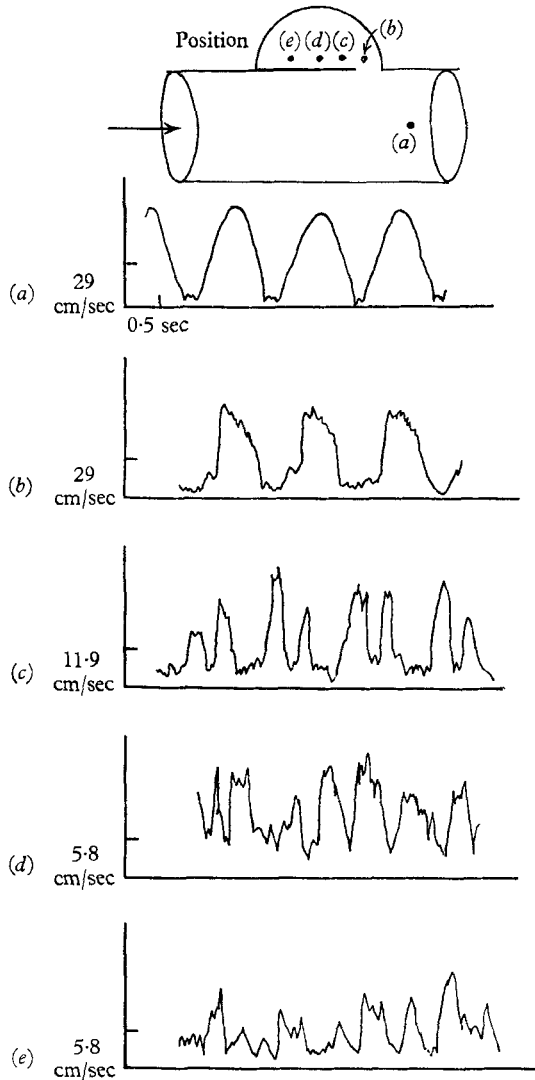 Position
(e) (d) (c) (b)
(a)
(a) 29 cm/sec
0·5 sec
(b) 29 cm/sec
(c) 11·9 cm/sec
(d) 5·8 cm/sec
(e) 5·8 cm/sec